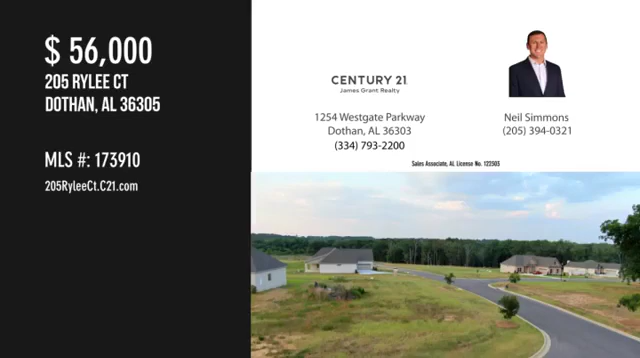 $ 56,000
205 RYLEE CT
DOTHAN, AL 36305
MLS #: 173910
205RyleeCt.C21.com
CENTURY 21
James Grant Realty
1254 Westgate Parkway
Dothan, AL 36303
(334) 793-2200
Neil Simmons
(205) 394-0321
Sales Associate, AL License No. 122503